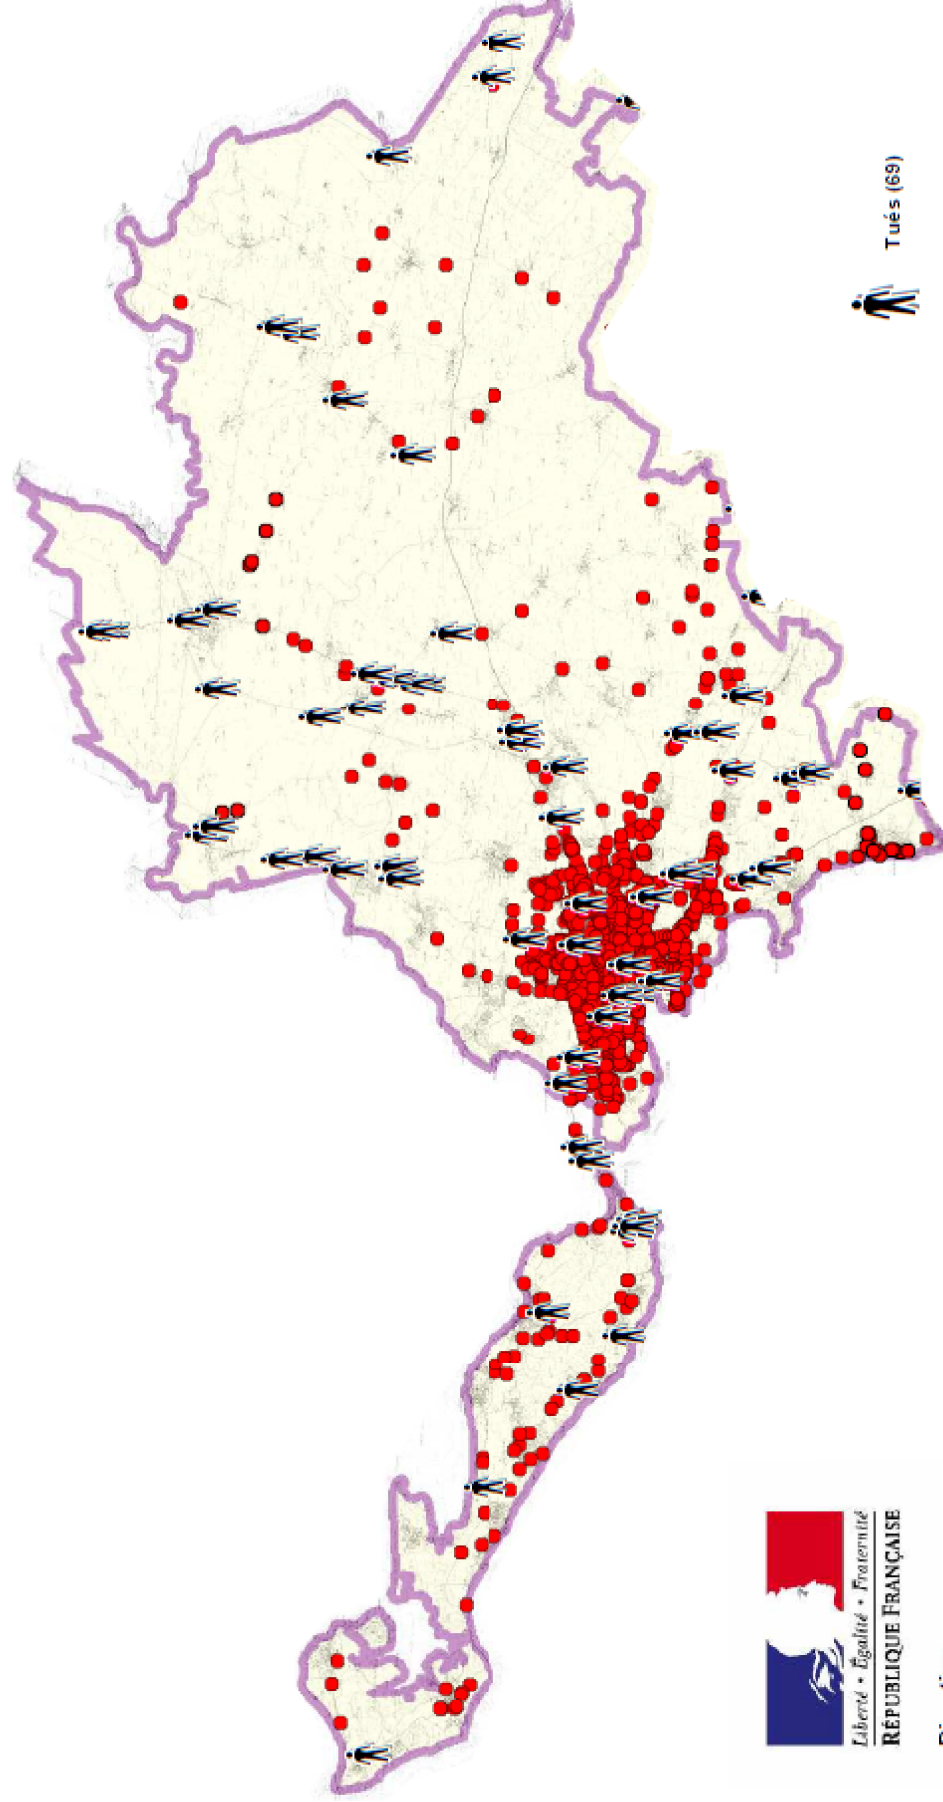 Tués (69)
Liberté • Égalité • Fraternité
RÉPUBLIQUE FRANÇAISE